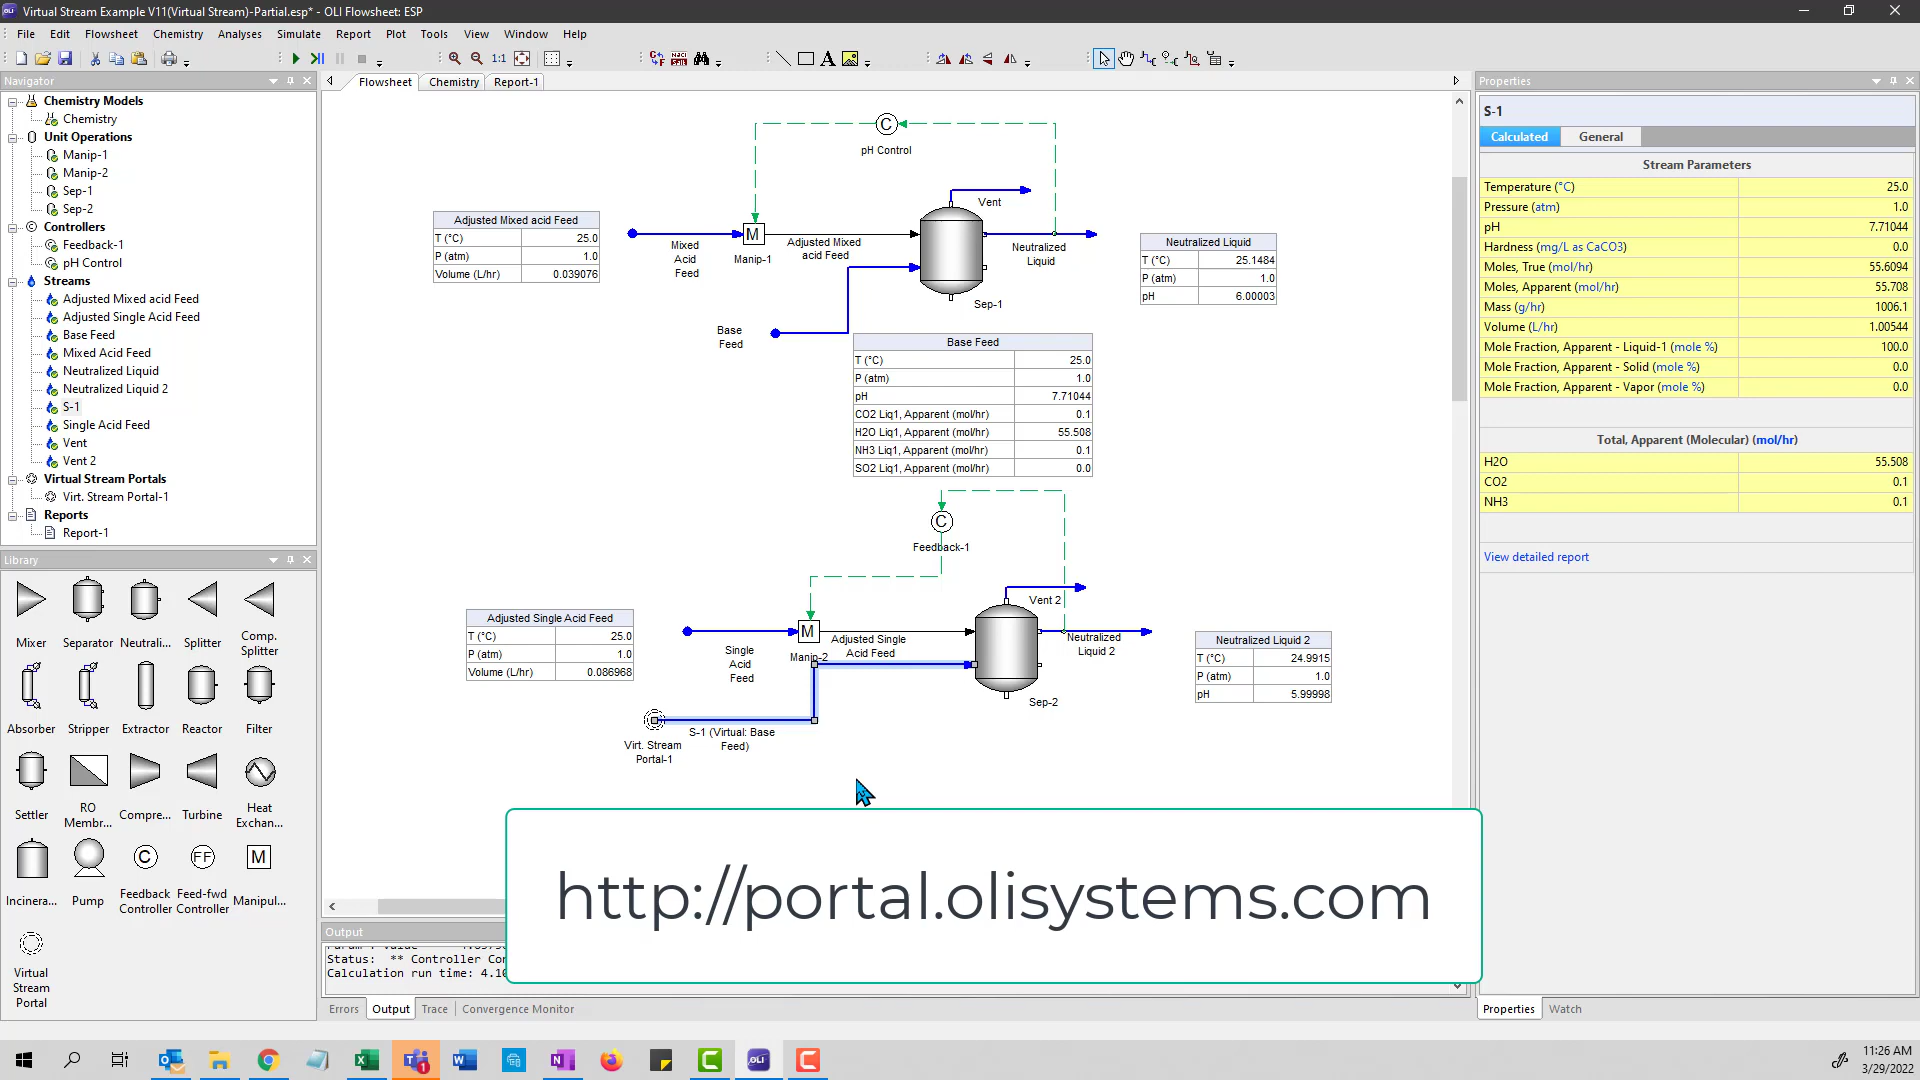 Virtual Stream Example V11(Virtual Stream)-Partial.esp* - OLI Flowsheet: ESP
File Edit Flowsheet Chemistry Analyses Simulate Report Plot Tools View Window Help
1:1
Navigator
Chemistry Models
Chemistry
Unit Operations
Manip-1
Manip-2
Sep-1
Sep-2
Controllers
Feedback-1
pH Control
Streams
Adjusted Mixed acid Feed
Adjusted Single Acid Feed
Base Feed
Mixed Acid Feed
Neutralized Liquid
Neutralized Liquid 2
S-1
Single Acid Feed
Vent
Vent 2
Virtual Stream Portals
Virt. Stream Portal-1
Reports
Report-1
Library
Mixer Separator Neutrali... Splitter Comp. Splitter
Absorber Stripper Extractor Reactor Filter
Settler RO Membr... Compre... Turbine Heat Exchan...
C FF M
Incinera... Pump Feedback Controller Feed-fwd Controller Manipul...
Virtual Stream Portal
Flowsheet Chemistry Report-1
C
pH Control
Vent
Adjusted Mixed acid Feed
T (°C) 25.0
P (atm) 1.0
Volume (L/hr) 0.039076
Mixed Acid Feed
M
Manip-1
Adjusted Mixed acid Feed
Neutralized Liquid
Neutralized Liquid
T (°C) 25.1484
P (atm) 1.0
pH 6.00003
Sep-1
Base Feed
Base Feed
T (°C) 25.0
P (atm) 1.0
pH 7.71044
CO2 Liq1, Apparent (mol/hr) 0.1
H2O Liq1, Apparent (mol/hr) 55.508
NH3 Liq1, Apparent (mol/hr) 0.1
SO2 Liq1, Apparent (mol/hr) 0.0
C
Feedback-1
Vent 2
Adjusted Single Acid Feed
T (°C) 25.0
P (atm) 1.0
Volume (L/hr) 0.086968
Single Acid Feed
M
Manip-2
Adjusted Single Acid Feed
Neutralized Liquid 2
Neutralized Liquid 2
T (°C) 24.9915
P (atm) 1.0
pH 5.99998
Sep-2
S-1 (Virtual: Base Feed)
Virt. Stream Portal-1
http://portal.olisystems.com
Output
Status: ** Controller Con
Calculation run time: 4.10
Errors Output Trace Convergence Monitor
Properties
S-1
Calculated General
Stream Parameters
Temperature (°C) 25.0
Pressure (atm) 1.0
pH 7.71044
Hardness (mg/L as CaCO3) 0.0
Moles, True (mol/hr) 55.6094
Moles, Apparent (mol/hr) 55.708
Mass (g/hr) 1006.1
Volume (L/hr) 1.00544
Mole Fraction, Apparent - Liquid-1 (mole %) 100.0
Mole Fraction, Apparent - Solid (mole %) 0.0
Mole Fraction, Apparent - Vapor (mole %) 0.0
Total, Apparent (Molecular) (mol/hr)
H2O 55.508
CO2 0.1
NH3 0.1
View detailed report
Properties Watch
11:26 AM
3/29/2022